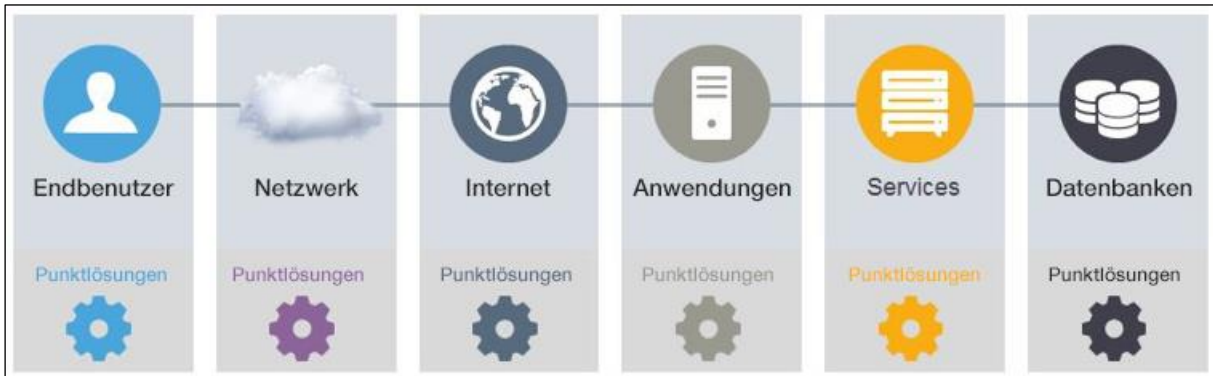 Endbenutzer
Netzwerk
Internet
Anwendungen
Services
Datenbanken
Punktlösungen
Punktlösungen
Punktlösungen
Punktlösungen
Punktlösungen
Punktlösungen